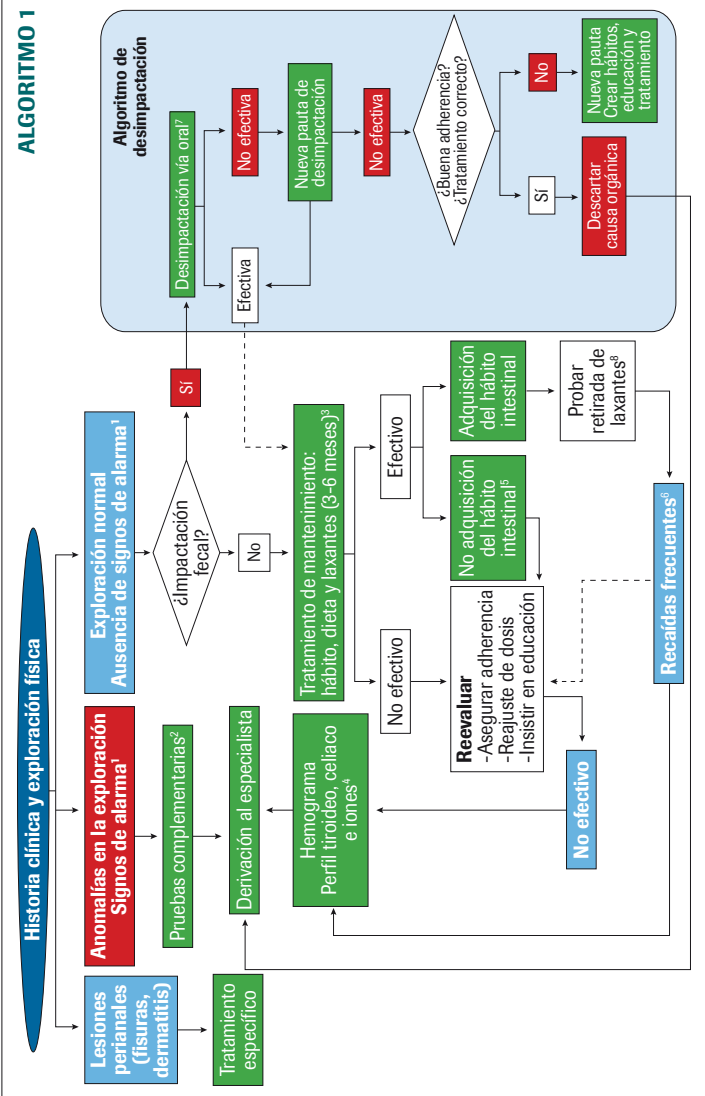 ALGORITMO 1
Historia clínica y exploración física
Lesiones
perianales
(fisuras,
dermatitis)
Tratamiento
específico
Anomalías en la exploración
Signos de alarma¹
Pruebas complementarias²
Derivación al especialista
Hemograma
Perfil tiroideo, celiaco
e iones⁴
Exploración normal
Ausencia de signos de alarma¹
¿Impactación
fecal?
Sí
No
Tratamiento de mantenimiento:
hábito, dieta y laxantes (3-6 meses)³
No efectivo
Efectivo
Reevaluar
-Asegurar adherencia
-Reajuste de dosis
-Insistir en educación
No adquisición
del hábito
intestinal⁵
Adquisición
del hábito
intestinal
Probar
retirada de
laxantes⁸
No efectivo
Recaídas frecuentes⁶
Algoritmo de
desimpactación
Desimpactación vía oral⁷
Efectiva
No efectiva
Nueva pauta de
desimpactación
No efectiva
¿Buena adherencia?
¿Tratamiento correcto?
Sí
No
Descartar
causa orgánica
Nueva pauta
Crear hábitos,
educación y
tratamiento